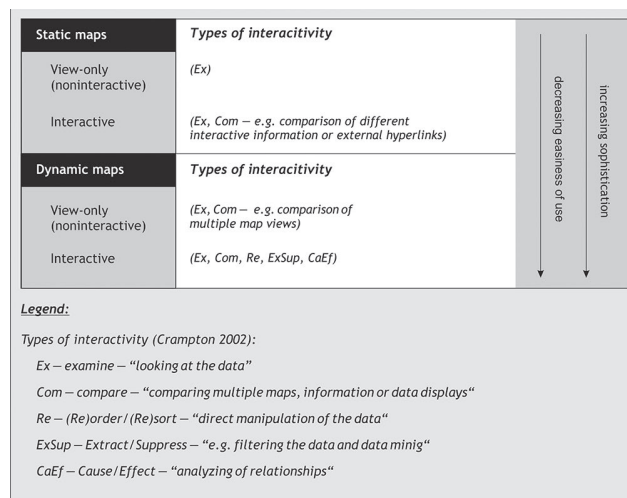 Static maps
Types of interacitivity
View-only
(noninteractive)
(Ex)
Interactive
(Ex, Com — e.g. comparison of different
interactive information or external hyperlinks)
Dynamic maps
Types of interacitivity
View-only
(noninteractive)
(Ex, Com — e.g. comparison of
multiple map views)
Interactive
(Ex, Com, Re, ExSup, CaEf)
decreasing easiness of use
increasing sophistication
Legend:
Types of interactivity (Crampton 2002):
Ex — examine — “looking at the data”
Com — compare — “comparing multiple maps, information or data displays“
Re — (Re)order/(Re)sort — “direct manipulation of the data“
ExSup — Extract/Suppress — “e.g. filtering the data and data minig“
CaEf — Cause/Effect — “analyzing of relationships“